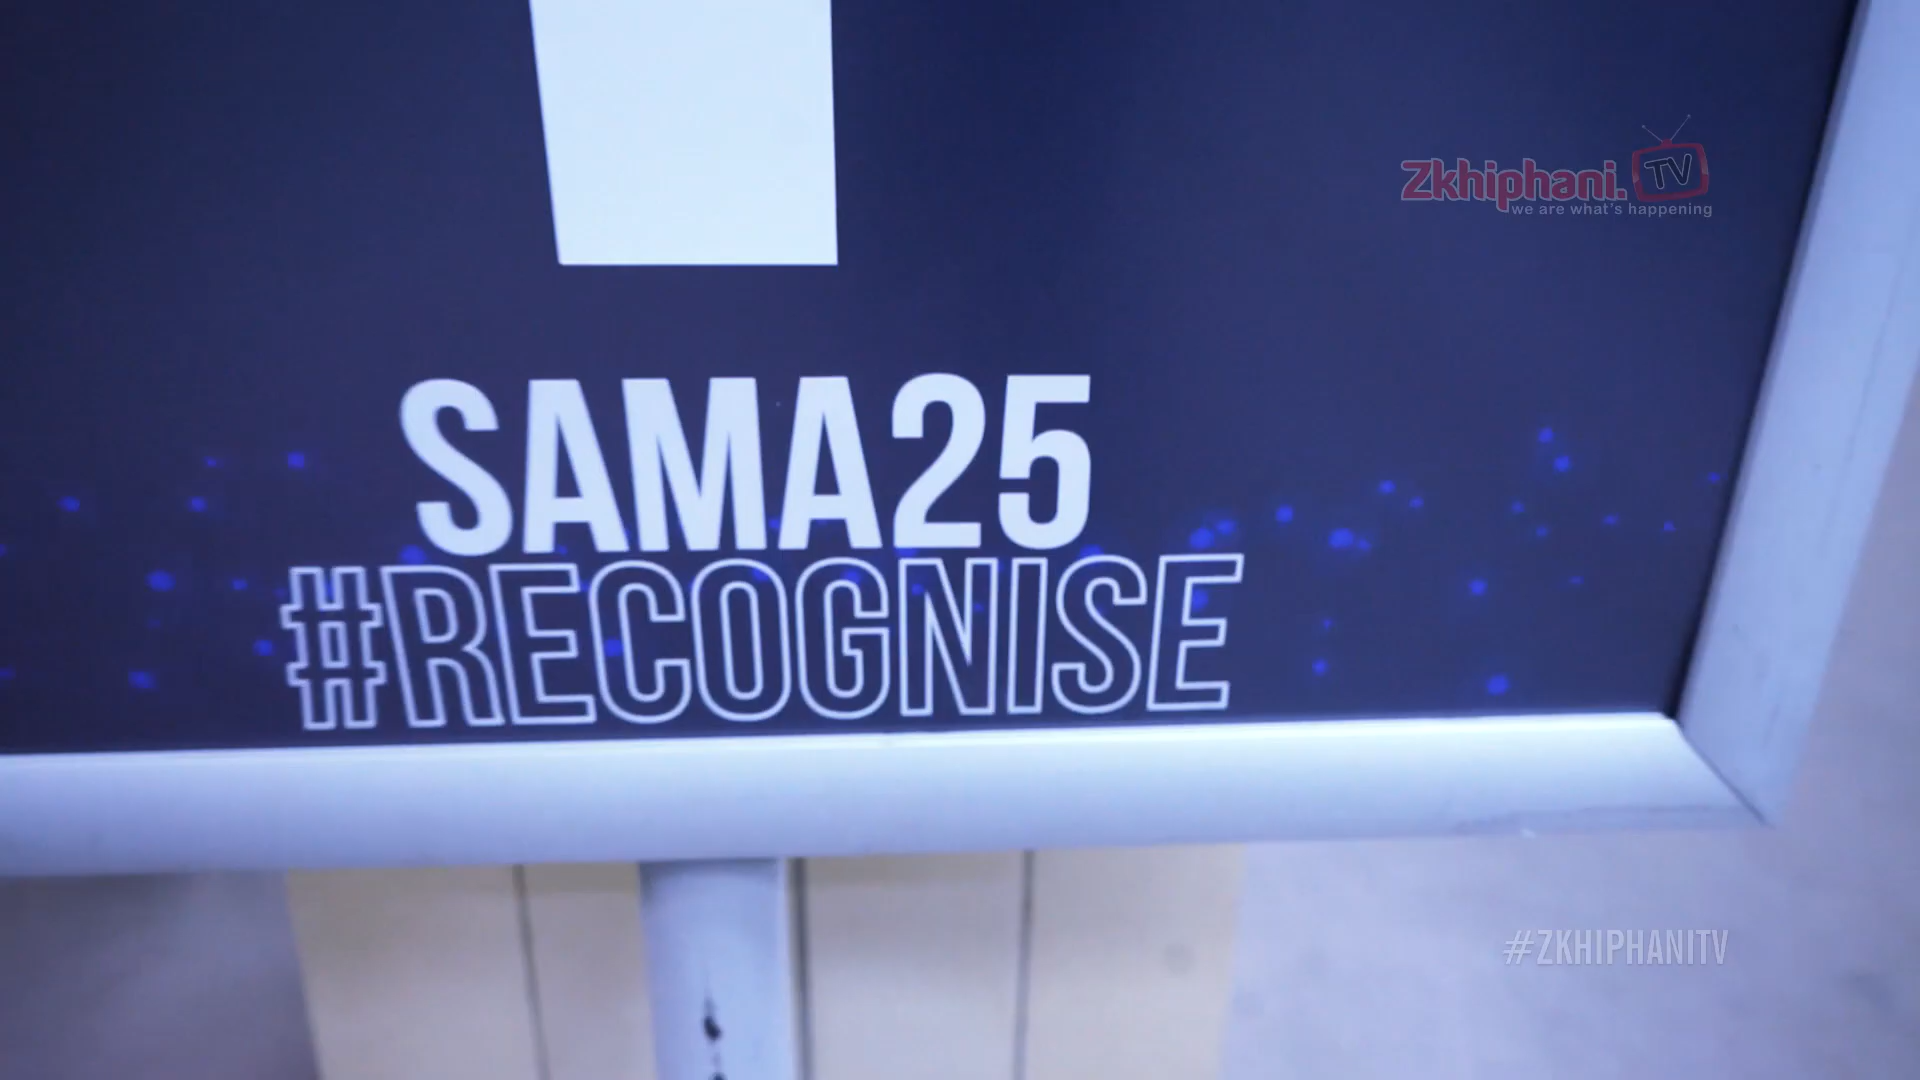 Zkhiphani. TV
we are what's happening
SAMA25
#RECOGNISE
#ZKHIPHANITV